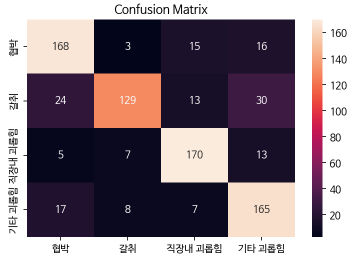 Confusion Matrix
협박 168 3 15 16
갈취 24 129 13 30
직장내 괴롭힘 5 7 170 13
기타 괴롭힘 17 8 7 165
협박 갈취 직장내 괴롭힘 기타 괴롭힘
160
140
120
100
80
60
40
20